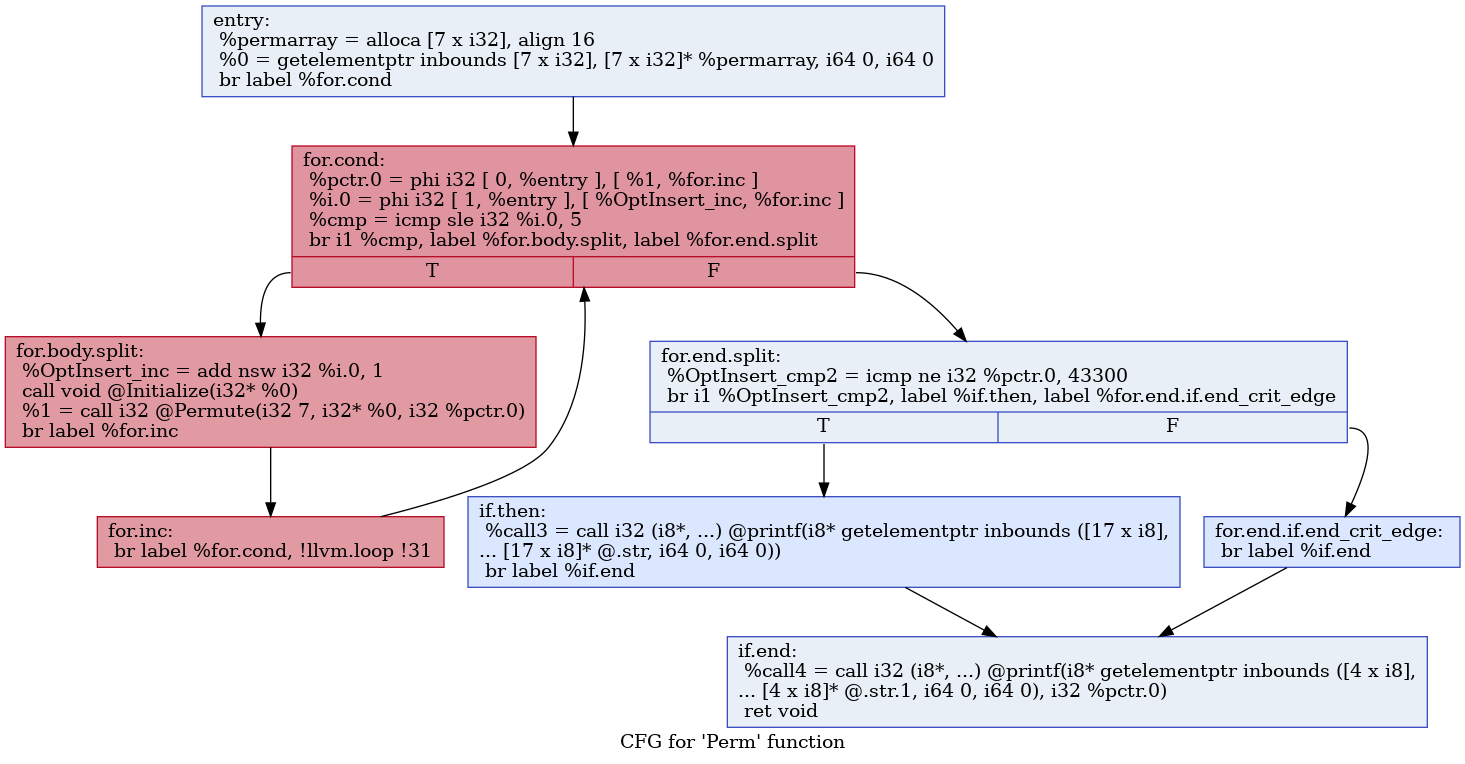 entry:
%permarray = alloca [7 x i32], align 16
%0 = getelementptr inbounds [7 x i32], [7 x i32]* %permarray, i64 0, i64 0
br label %for.cond
for.cond:
%pctr.0 = phi i32 [ 0, %entry ], [ %1, %for.inc ]
%i.0 = phi i32 [ 1, %entry ], [ %OptInsert_inc, %for.inc ]
%cmp = icmp sle i32 %i.0, 5
br i1 %cmp, label %for.body.split, label %for.end.split
T
F
for.body.split:
%OptInsert_inc = add nsw i32 %i.0, 1
call void @Initialize(i32* %0)
%1 = call i32 @Permute(i32 7, i32* %0, i32 %pctr.0)
br label %for.inc
for.end.split:
%OptInsert_cmp2 = icmp ne i32 %pctr.0, 43300
br i1 %OptInsert_cmp2, label %if.then, label %for.end.if.end_crit_edge
T
F
for.inc:
br label %for.cond, !llvm.loop !31
if.then:
%call3 = call i32 (i8*, ...) @printf(i8* getelementptr inbounds ([17 x i8],
... [17 x i8]* @.str, i64 0, i64 0))
br label %if.end
for.end.if.end_crit_edge:
br label %if.end
if.end:
%call4 = call i32 (i8*, ...) @printf(i8* getelementptr inbounds ([4 x i8],
... [4 x i8]* @.str.1, i64 0, i64 0), i32 %pctr.0)
ret void
CFG for 'Perm' function